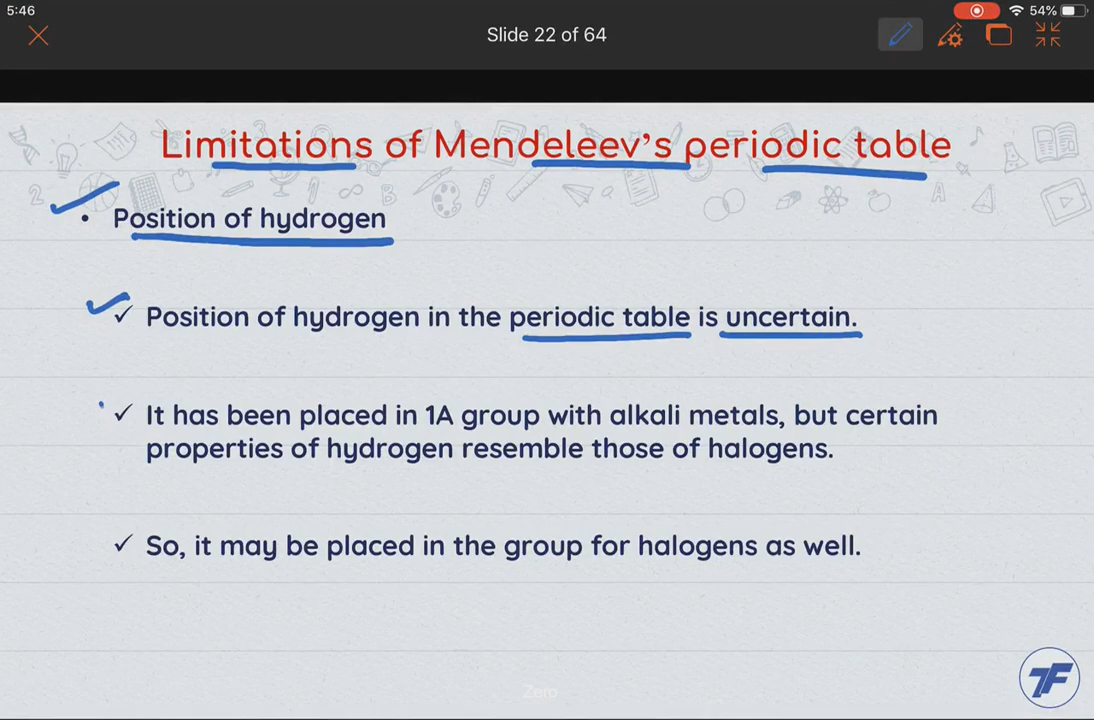 5:46
54%
Slide 22 of 64
Limitations of Mendeleev's periodic table
• Position of hydrogen
✓ Position of hydrogen in the periodic table is uncertain.
✓ It has been placed in 1A group with alkali metals, but certain
properties of hydrogen resemble those of halogens.
✓ So, it may be placed in the group for halogens as well.
Zero